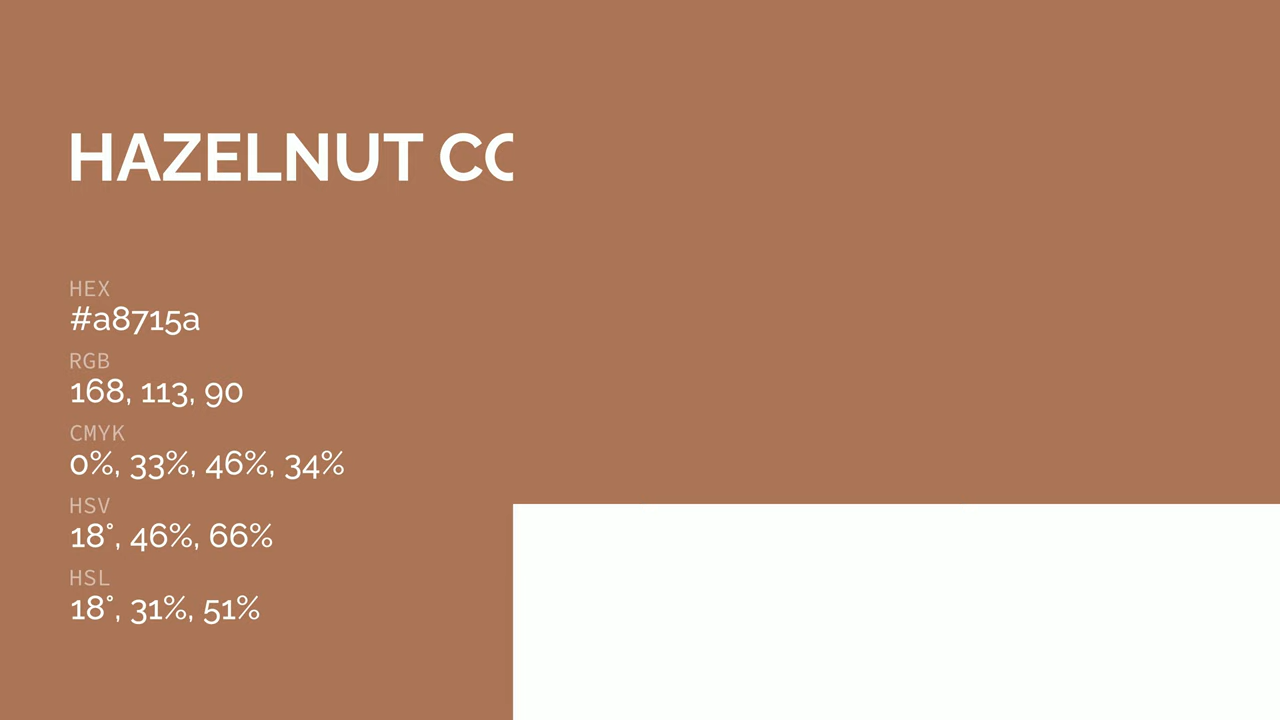 HAZELNUT CO
HEX
#a8715a
RGB
168, 113, 90
CMYK
0%, 33%, 46%, 34%
HSV
18°, 46%, 66%
HSL
18°, 31%, 51%